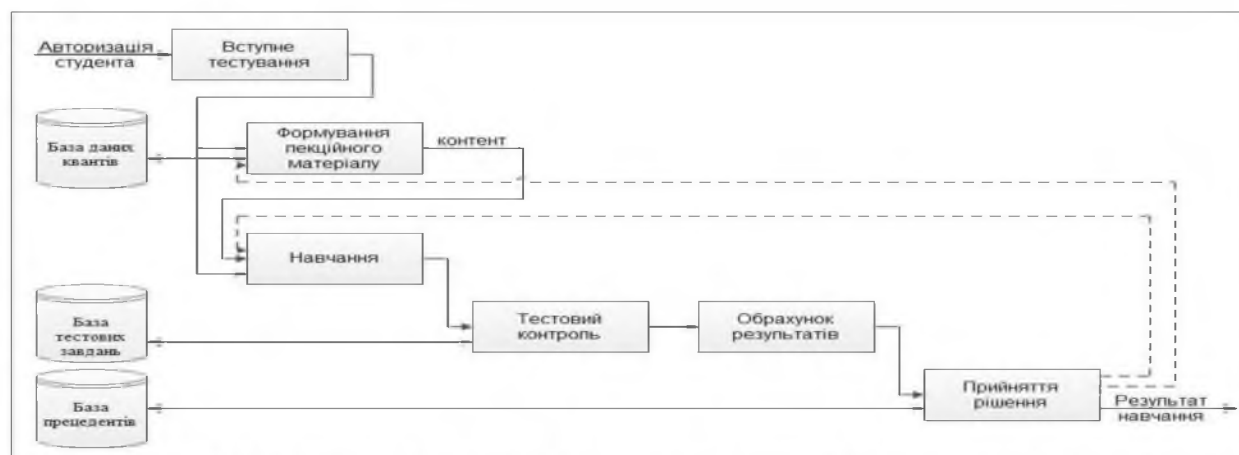 Авторизація
студента
Вступне
тестування
База даних
квантів
Формування
лекційного
матеріалу
контент
Навчання
База
тестових
завдань
Тестовий
контроль
Обрахунок
результатів
База
прецедентів
Прийняття
рішення
Результат
навчання